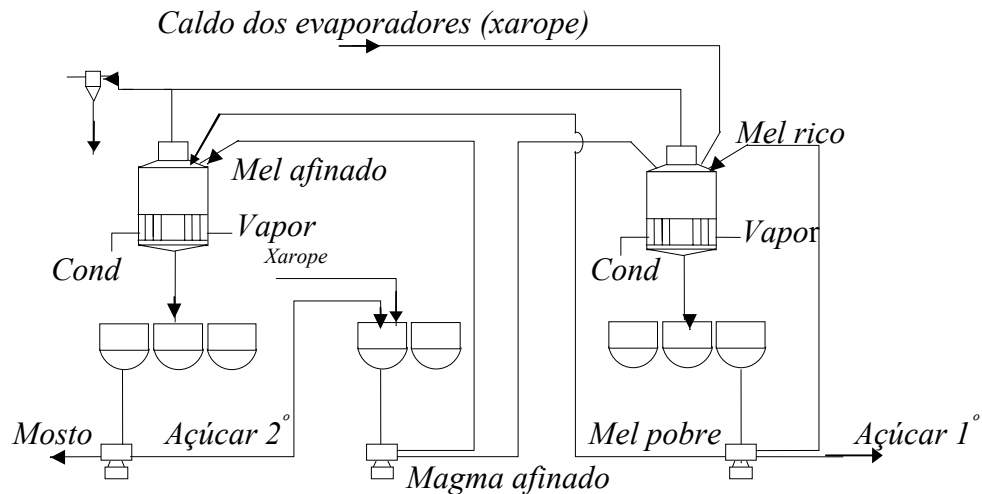 Caldo dos evaporadores (xarope)
Mel rico
Mel afinado
Vapor
Vapor
Xarope
Cond
Cond
Mosto
Açúcar 2º
Mel pobre
Açúcar 1º
Magma afinado